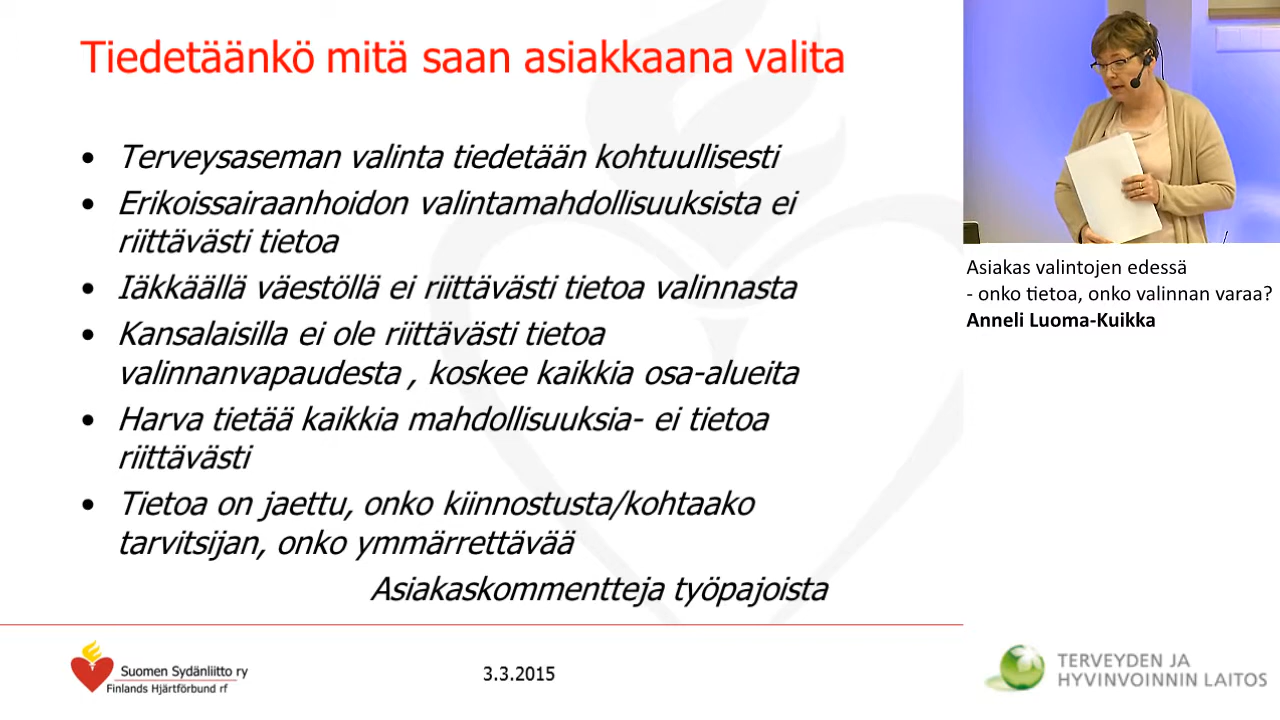 Tiedetäänkö mitä saan asiakkaana valita
• Terveysaseman valinta tiedetään kohtuullisesti
• Erikoissairaanhoidon valintamahdollisuuksista ei
riittävästi tietoa
• Iäkkäällä väestöllä ei riittävästi tietoa valinnasta
• Kansalaisilla ei ole riittävästi tietoa
valinnanvapaudesta , koskee kaikkia osa-alueita
• Harva tietää kaikkia mahdollisuuksia- ei tietoa
riittävästi
• Tietoa on jaettu, onko kiinnostusta/kohtaako
tarvitsijan, onko ymmärrettävää
Asiakaskommentteja työpajoista
Suomen Sydänliitto ry
Finlands Hjärtförbund rf
3.3.2015
Asiakas valintojen edessä
- onko tietoa, onko valinnan varaa?
Anneli Luoma-Kuikka
TERVEYDEN JA
HYVINVOINNIN LAITOS